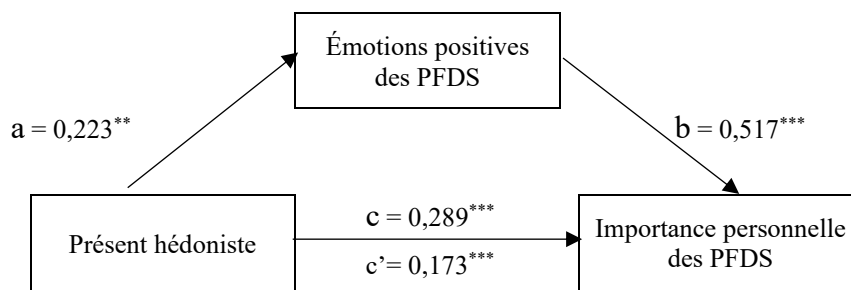 Émotions positives
des PFDS
a = 0,223**
b = 0,517***
Présent hédoniste
c = 0,289***
c’= 0,173***
Importance personnelle
des PFDS